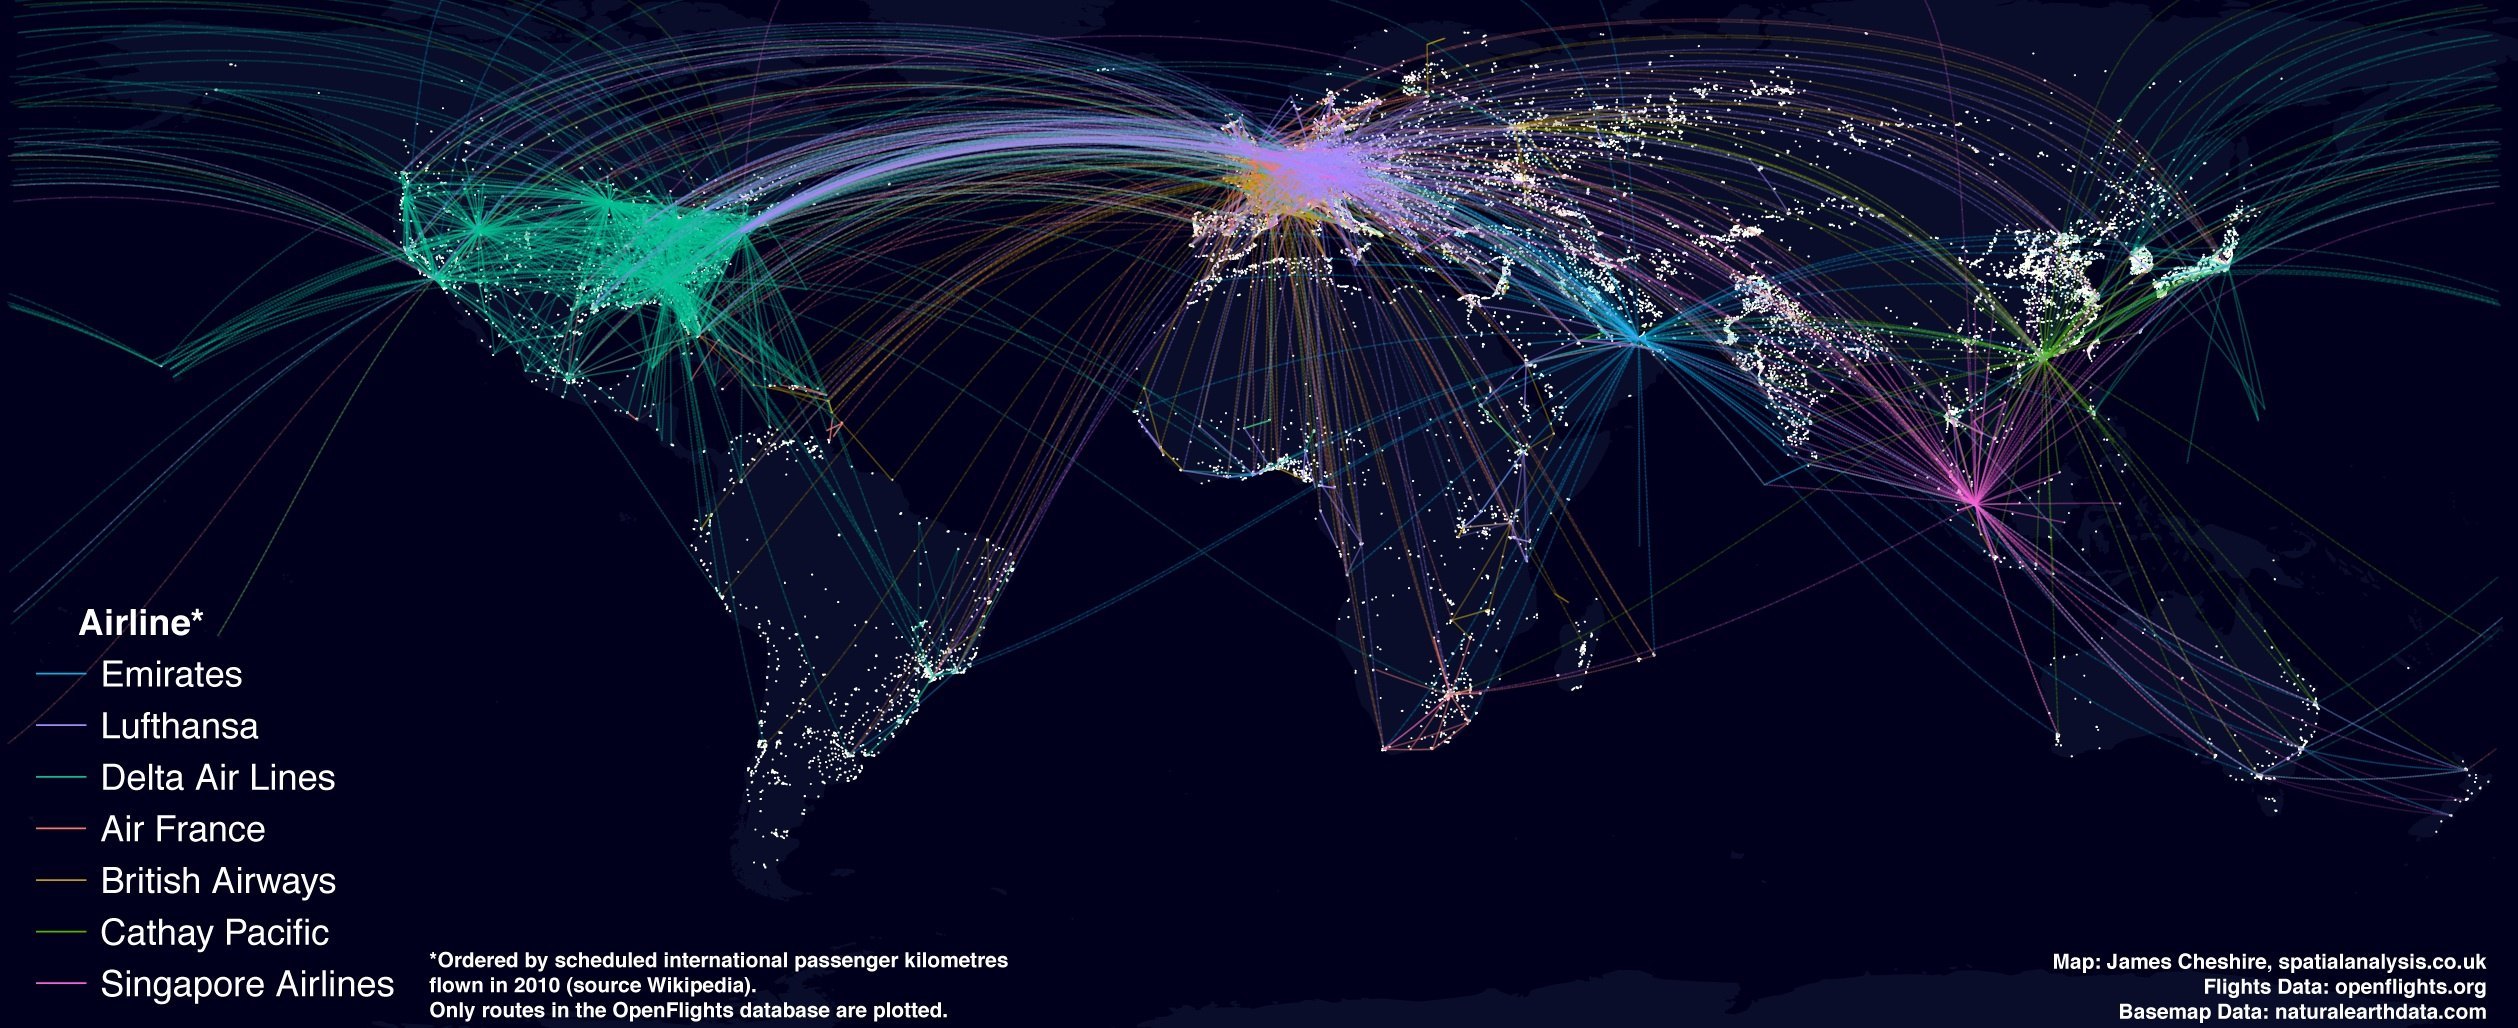 Airline*
Emirates
Lufthansa
Delta Air Lines
Air France
British Airways
Cathay Pacific
Singapore Airlines
*Ordered by scheduled international passenger kilometres
flown in 2010 (source Wikipedia).
Only routes in the OpenFlights database are plotted.
Map: James Cheshire, spatialanalysis.co.uk
Flights Data: openflights.org
Basemap Data: naturalearthdata.com